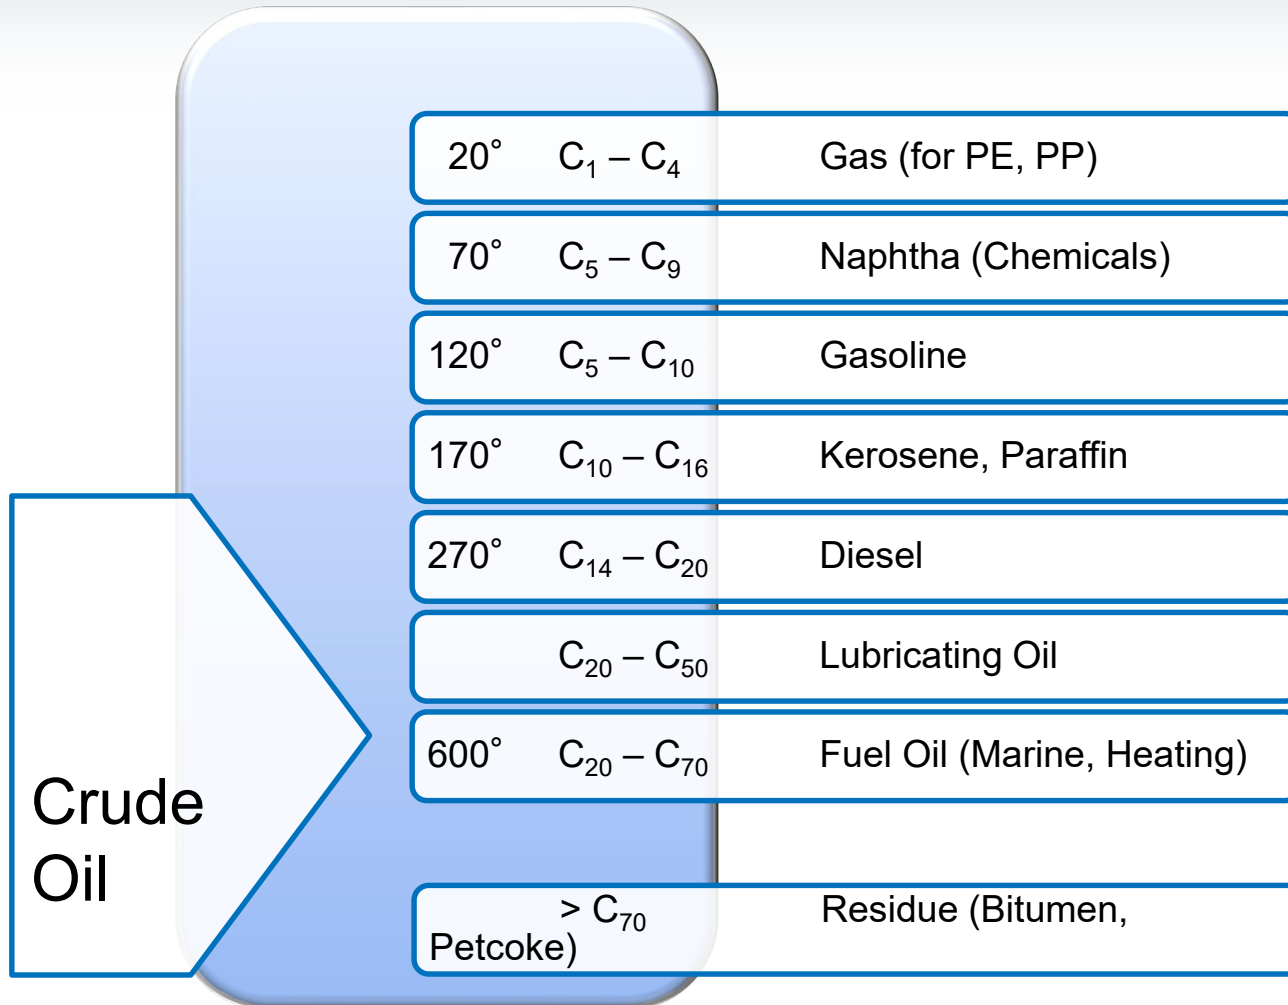 20° C₁ – C₄ Gas (for PE, PP)
70° C₅ – C₉ Naphtha (Chemicals)
120° C₅ – C₁₀ Gasoline
170° C₁₀ – C₁₆ Kerosene, Paraffin
270° C₁₄ – C₂₀ Diesel
C₂₀ – C₅₀ Lubricating Oil
600° C₂₀ – C₇₀ Fuel Oil (Marine, Heating)
Crude
Oil
> C₇₀ Residue (Bitumen,
Petcoke)